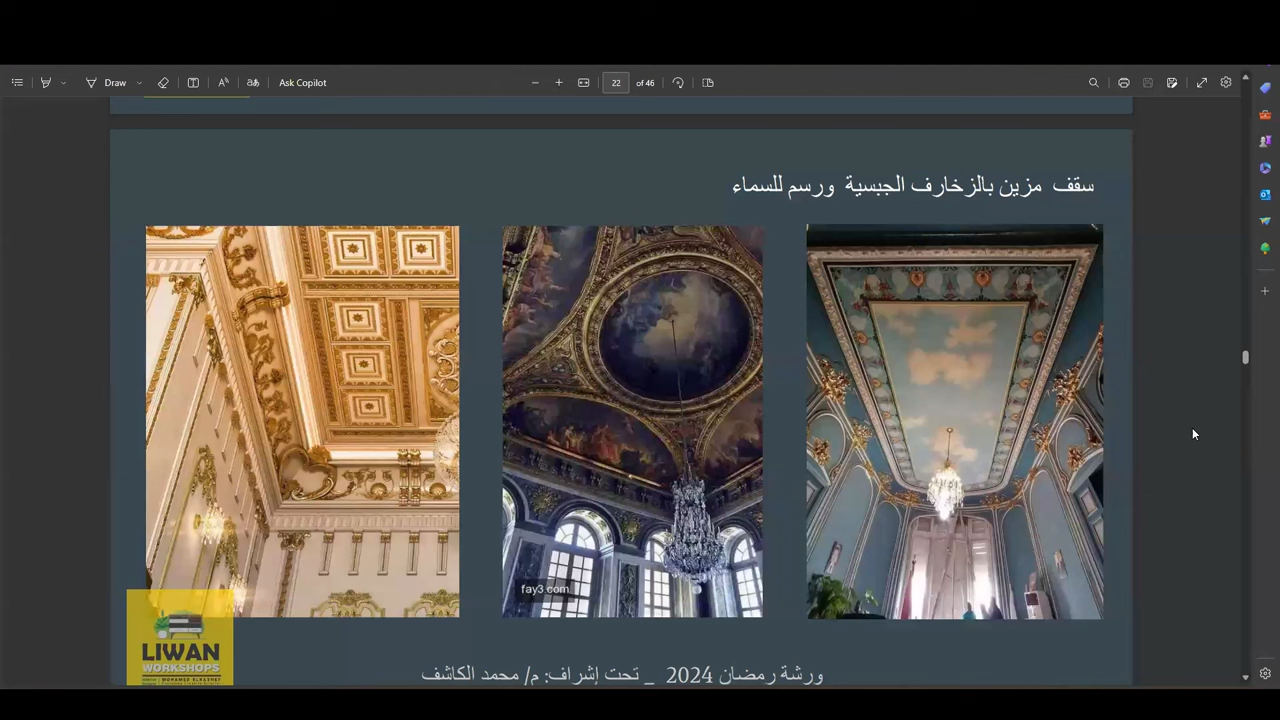 Draw
Ask Copilot
22
of 46
سقف مزين بالزخارف الجبسية ورسم للسماء
fay3.com
LIWAN
WORKSHOPS
ورشة رمضان 2024 _ تحت إشراف: م/ محمد الكاشف